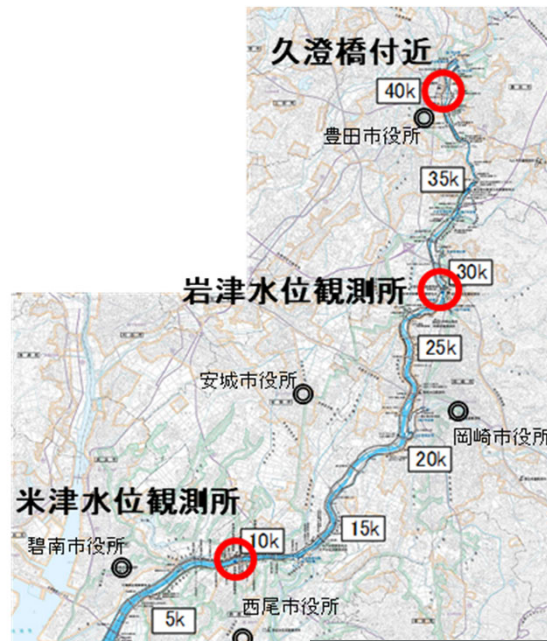 久澄橋付近
40k
豊田市役所
35k
30k
岩津水位観測所
25k
安城市役所
岡崎市役所
20k
米津水位観測所
15k
10k
碧南市役所
5k
西尾市役所